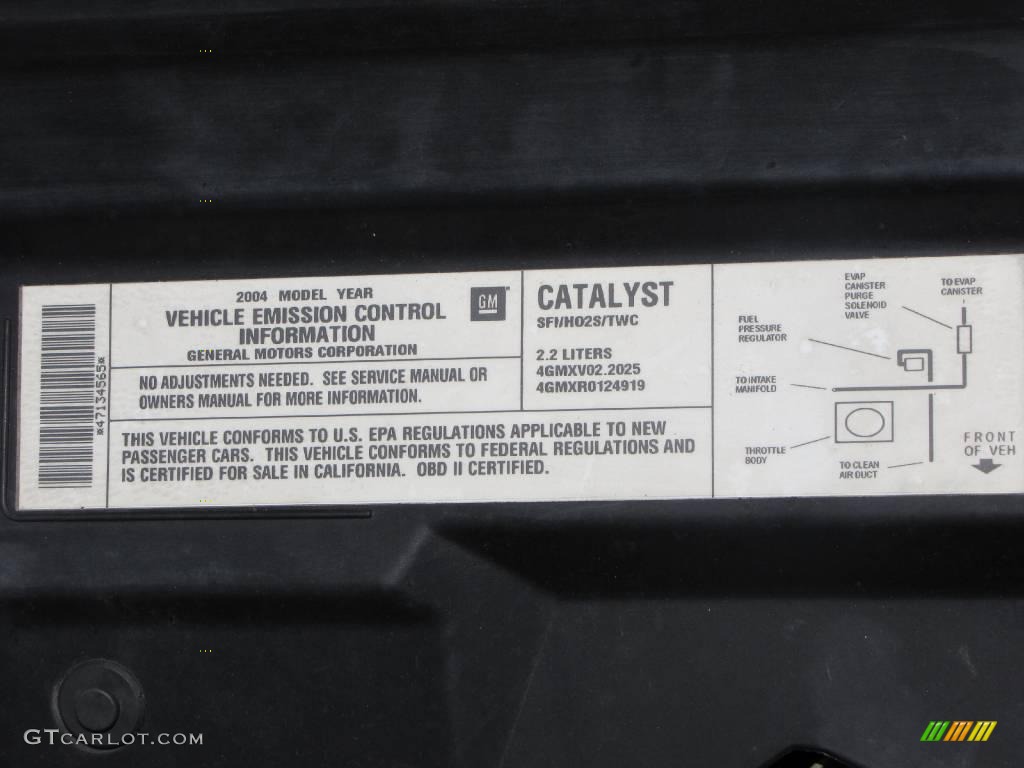 *47134565*
2004 MODEL YEAR
VEHICLE EMISSION CONTROL
INFORMATION
GENERAL MOTORS CORPORATION
GM
NO ADJUSTMENTS NEEDED. SEE SERVICE MANUAL OR
OWNERS MANUAL FOR MORE INFORMATION.
CATALYST
SFI/HO2S/TWC
2.2 LITERS
4GMXV02.2025
4GMXR0124919
THIS VEHICLE CONFORMS TO U.S. EPA REGULATIONS APPLICABLE TO NEW
PASSENGER CARS. THIS VEHICLE CONFORMS TO FEDERAL REGULATIONS AND
IS CERTIFIED FOR SALE IN CALIFORNIA. OBD II CERTIFIED.
EVAP
CANISTER
PURGE
SOLENOID
VALVE
TO EVAP
CANISTER
FUEL
PRESSURE
REGULATOR
TO INTAKE
MANIFOLD
THROTTLE
BODY
TO CLEAN
AIR DUCT
FRONT
OF VEH
GTCARLOT.COM